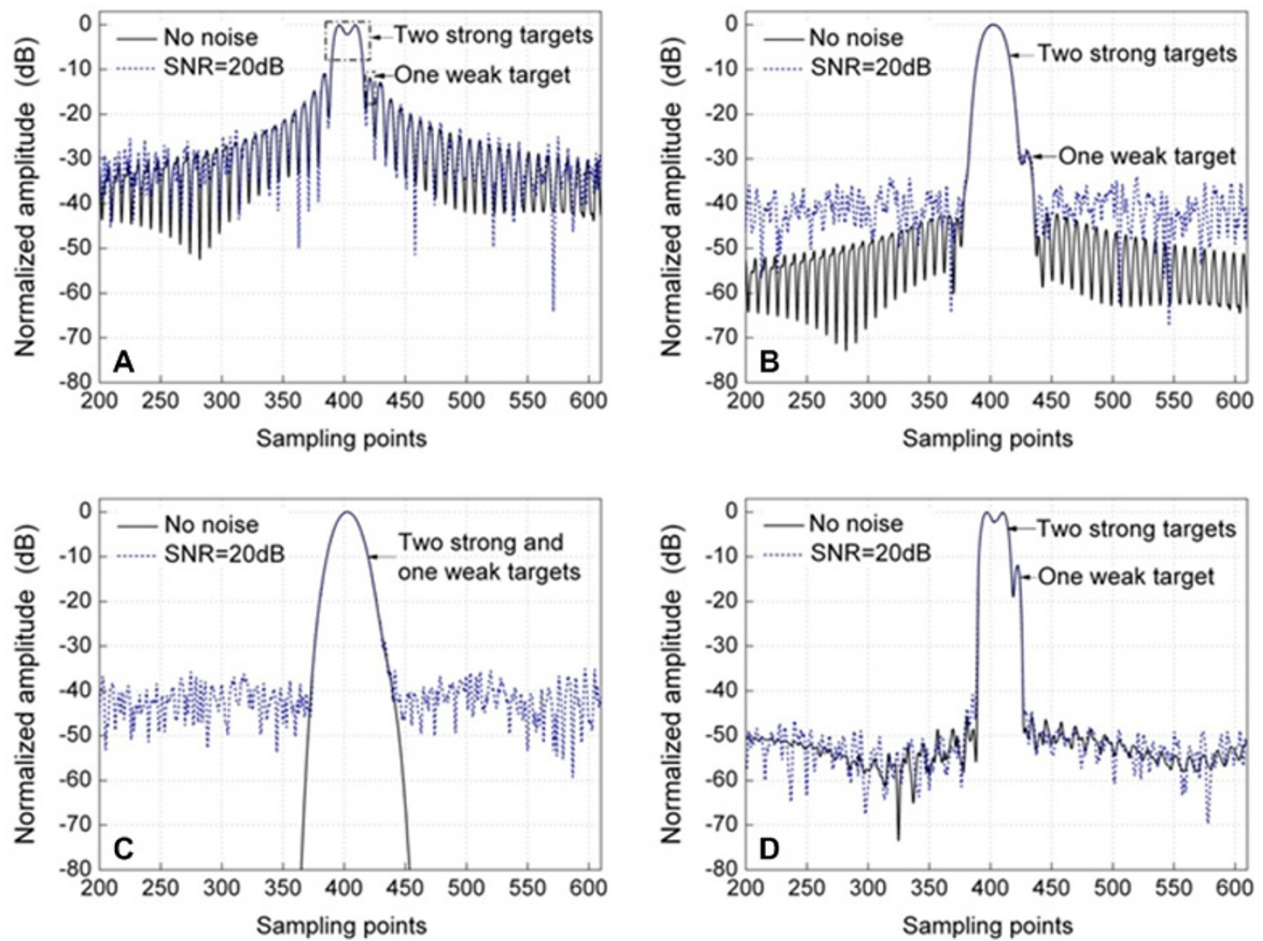 Normalized amplitude (dB)
0
-10
-20
-30
-40
-50
-60
-70
-80
No noise
SNR=20dB
Two strong targets
One weak target
A
200 250 300 350 400 450 500 550 600
Sampling points
Normalized amplitude (dB)
0
-10
-20
-30
-40
-50
-60
-70
-80
No noise
SNR=20dB
Two strong targets
One weak target
B
200 250 300 350 400 450 500 550 600
Sampling points
Normalized amplitude (dB)
0
-10
-20
-30
-40
-50
-60
-70
-80
No noise
SNR=20dB
Two strong and
one weak targets
C
200 250 300 350 400 450 500 550 600
Sampling points
Normalized amplitude (dB)
0
-10
-20
-30
-40
-50
-60
-70
-80
No noise
SNR=20dB
Two strong targets
One weak target
D
200 250 300 350 400 450 500 550 600
Sampling points